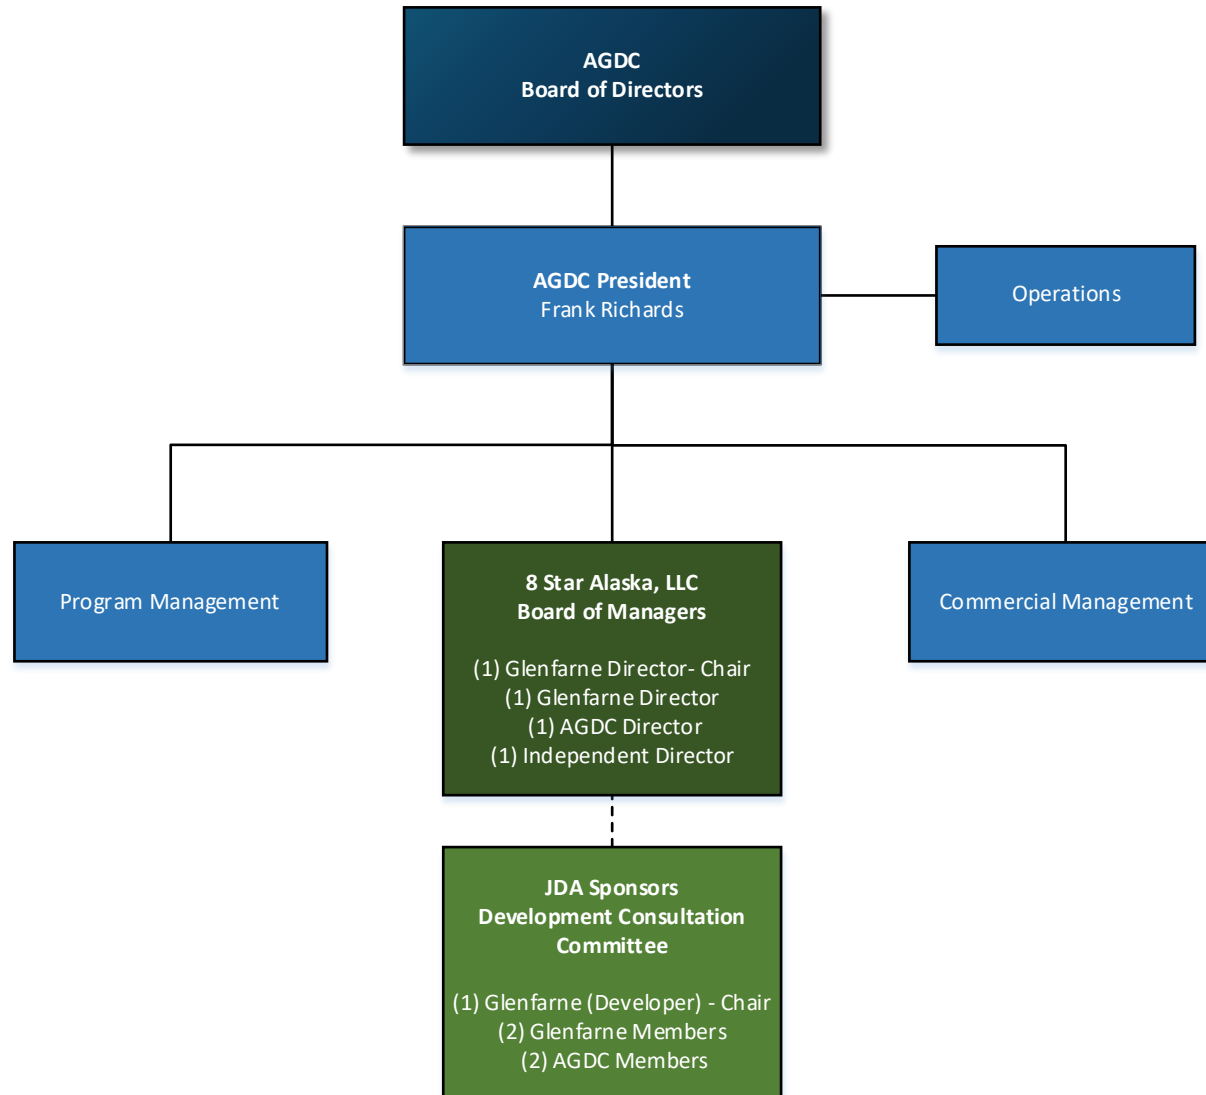 AGDC
Board of Directors
AGDC President
Frank Richards
Operations
Program Management
8 Star Alaska, LLC
Board of Managers
(1) Glenfarne Director- Chair
(1) Glenfarne Director
(1) AGDC Director
(1) Independent Director
Commercial Management
JDA Sponsors
Development Consultation
Committee
(1) Glenfarne (Developer) - Chair
(2) Glenfarne Members
(2) AGDC Members